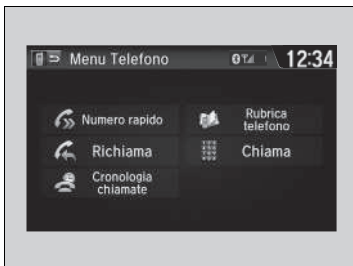 Menu Telefono
12:34
Numero rapido
Rubrica
telefono
Richiama
Chiama
Cronologia
chiamate